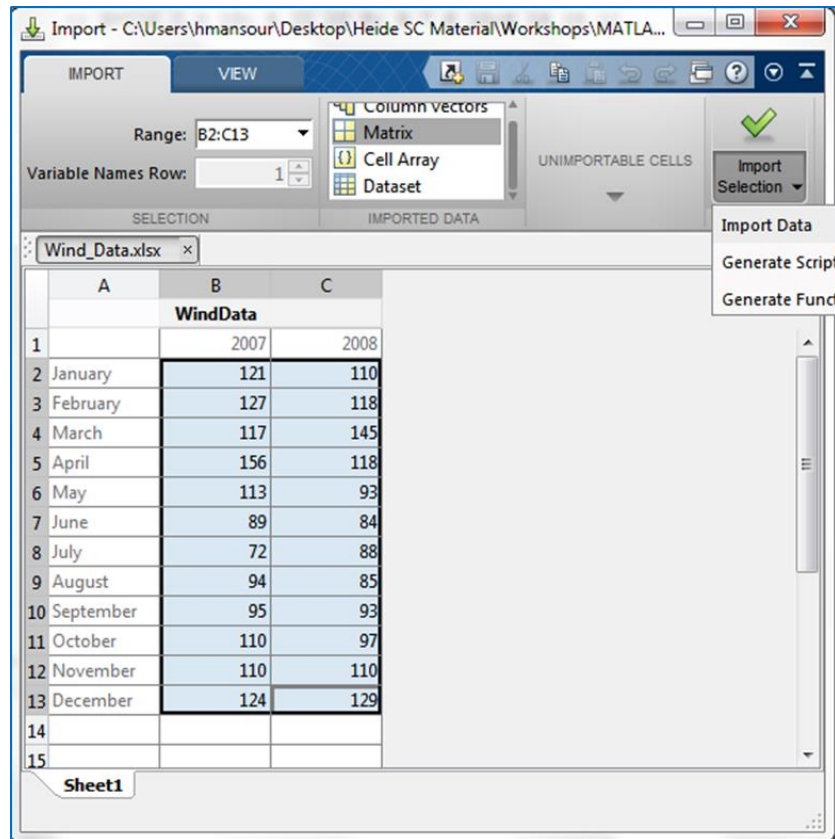 Import - C:\Users\hmansour\Desktop\Heide SC Material\Workshops\MATLA...
IMPORT VIEW
Range: B2:C13
Variable Names Row: 1
SELECTION
Column Vectors
Matrix
Cell Array
Dataset
IMPORTED DATA
UNIMPORTABLE CELLS
Import
Selection
Import Data
Generate Script
Generate Funct
Wind_Data.xlsx
A B C
WindData
1 2007 2008
2 January 121 110
3 February 127 118
4 March 117 145
5 April 156 118
6 May 113 93
7 June 89 84
8 July 72 88
9 August 94 85
10 September 95 93
11 October 110 97
12 November 110 110
13 December 124 129
14
15
Sheet1